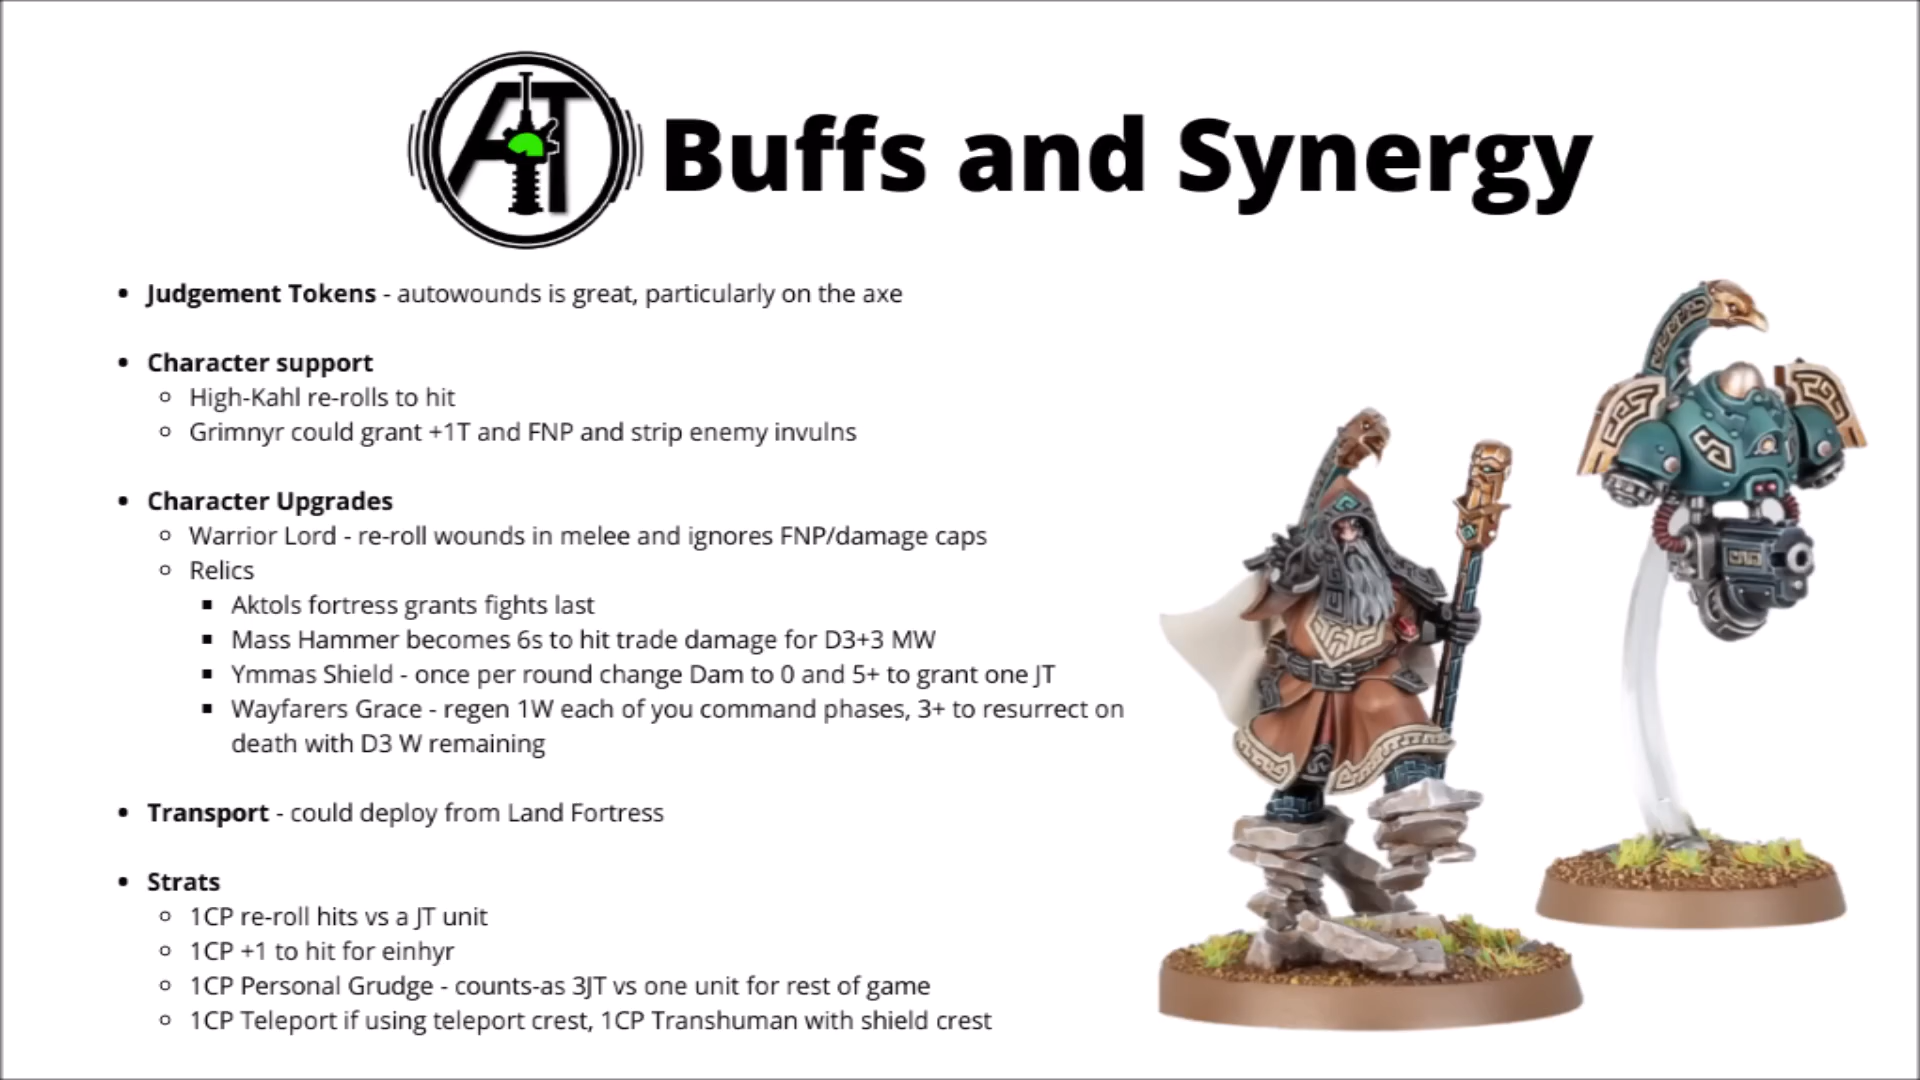 AT
Buffs and Synergy
• Judgement Tokens - autowounds is great, particularly on the axe
• Character support
○ High-Kahl re-rolls to hit
○ Grimnyr could grant +1T and FNP and strip enemy invulns
• Character Upgrades
○ Warrior Lord - re-roll wounds in melee and ignores FNP/damage caps
○ Relics
▪ Aktols fortress grants fights last
▪ Mass Hammer becomes 6s to hit trade damage for D3+3 MW
▪ Ymmas Shield - once per round change Dam to 0 and 5+ to grant one JT
▪ Wayfarers Grace - regen 1W each of you command phases, 3+ to resurrect on
death with D3 W remaining
• Transport - could deploy from Land Fortress
• Strats
○ 1CP re-roll hits vs a JT unit
○ 1CP +1 to hit for einhyr
○ 1CP Personal Grudge - counts-as 3JT vs one unit for rest of game
○ 1CP Teleport if using teleport crest, 1CP Transhuman with shield crest